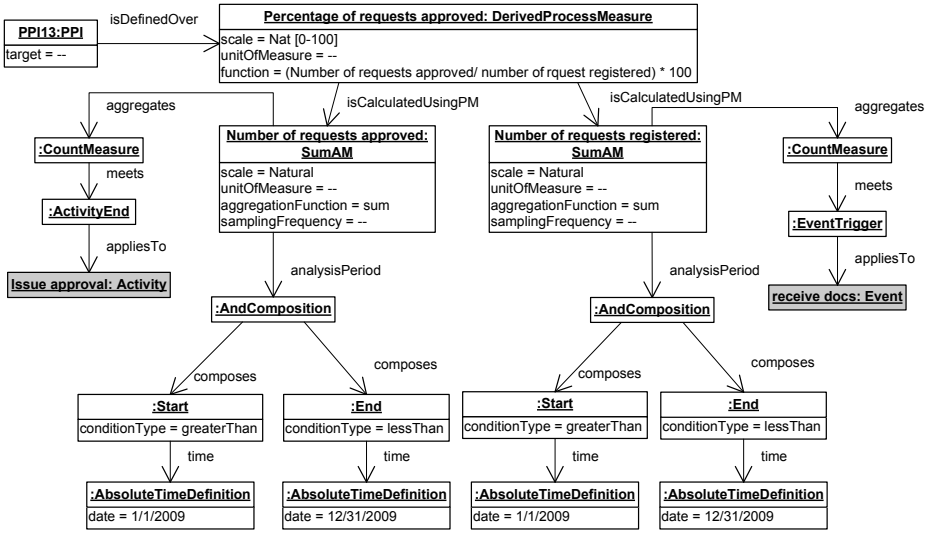 isDefinedOver
Percentage of requests approved: DerivedProcessMeasure
PPI13:PPI
target = --
scale = Nat [0-100]
unitOfMeasure = --
function = (Number of requests approved/ number of rquest registered) * 100
aggregates
isCalculatedUsingPM
isCalculatedUsingPM
aggregates
:CountMeasure
Number of requests approved:
SumAM
scale = Natural
unitOfMeasure = --
aggregationFunction = sum
samplingFrequency = --
Number of requests registered:
SumAM
scale = Natural
unitOfMeasure = --
aggregationFunction = sum
samplingFrequency = --
:CountMeasure
meets
meets
:ActivityEnd
:EventTrigger
appliesTo
appliesTo
Issue approval: Activity
receive docs: Event
analysisPeriod
analysisPeriod
:AndComposition
:AndComposition
composes
composes
composes
composes
:Start
conditionType = greaterThan
:End
conditionType = lessThan
:Start
conditionType = greaterThan
:End
conditionType = lessThan
time
time
time
time
:AbsoluteTimeDefinition
date = 1/1/2009
:AbsoluteTimeDefinition
date = 12/31/2009
:AbsoluteTimeDefinition
date = 1/1/2009
:AbsoluteTimeDefinition
date = 12/31/2009